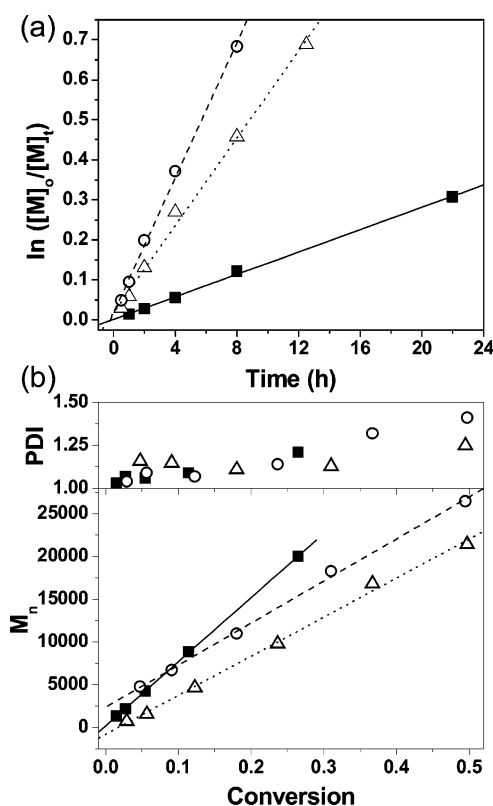 (a)
0.7
0.6
0.5
0.4
0.3
0.2
0.1
0.0
ln ([M]o/[M]t)
0 4 8 12 16 20 24
Time (h)
(b)
1.50
1.25
1.00
PDI
25000
20000
15000
10000
5000
0
Mn
0.0 0.1 0.2 0.3 0.4 0.5
Conversion